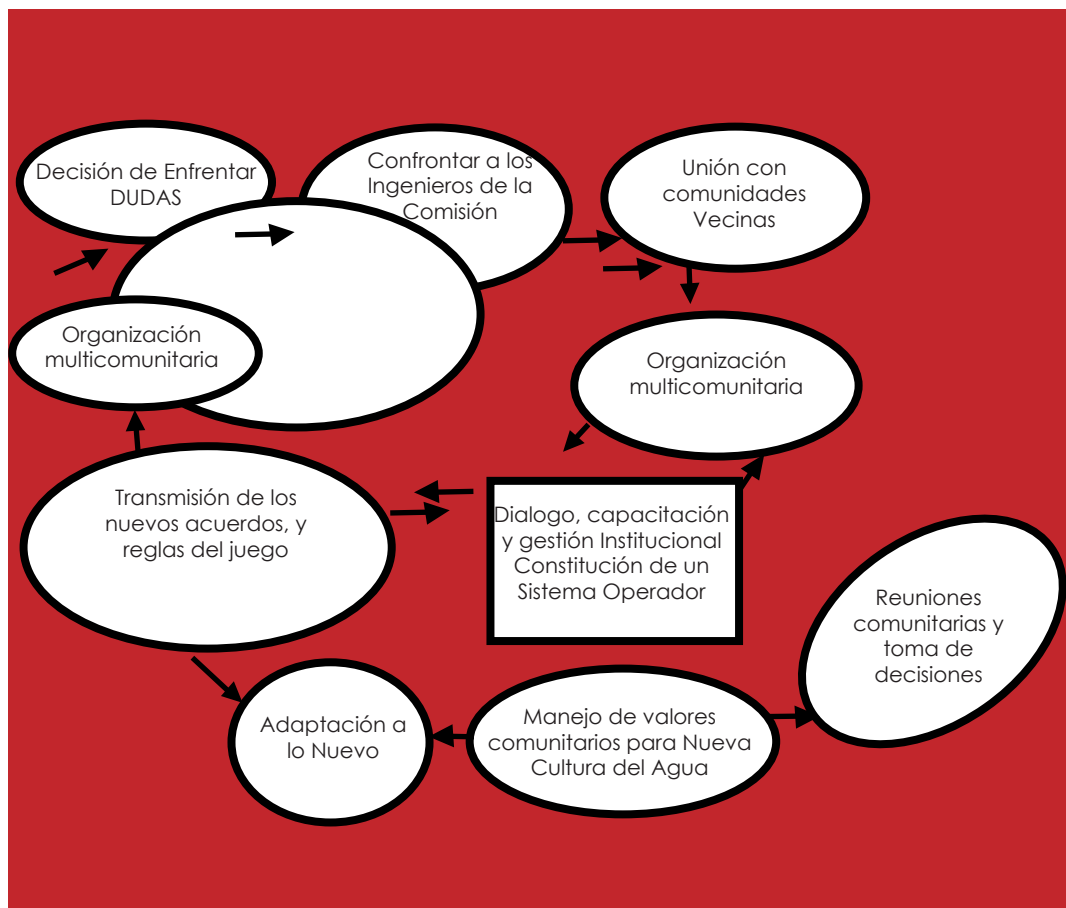 Decisión de Enfrentar
DUDAS
Confrontar a los
Ingenieros de la
Comisión
Unión con
comunidades
Vecinas
Organización
multicomunitaria
Organización
multicomunitaria
Transmisión de los
nuevos acuerdos, y
reglas del juego
Dialogo, capacitación
y gestión Institucional
Constitución de un
Sistema Operador
Reuniones
comunitarias y
toma de
decisiones
Adaptación a
lo Nuevo
Manejo de valores
comunitarios para Nueva
Cultura del Agua